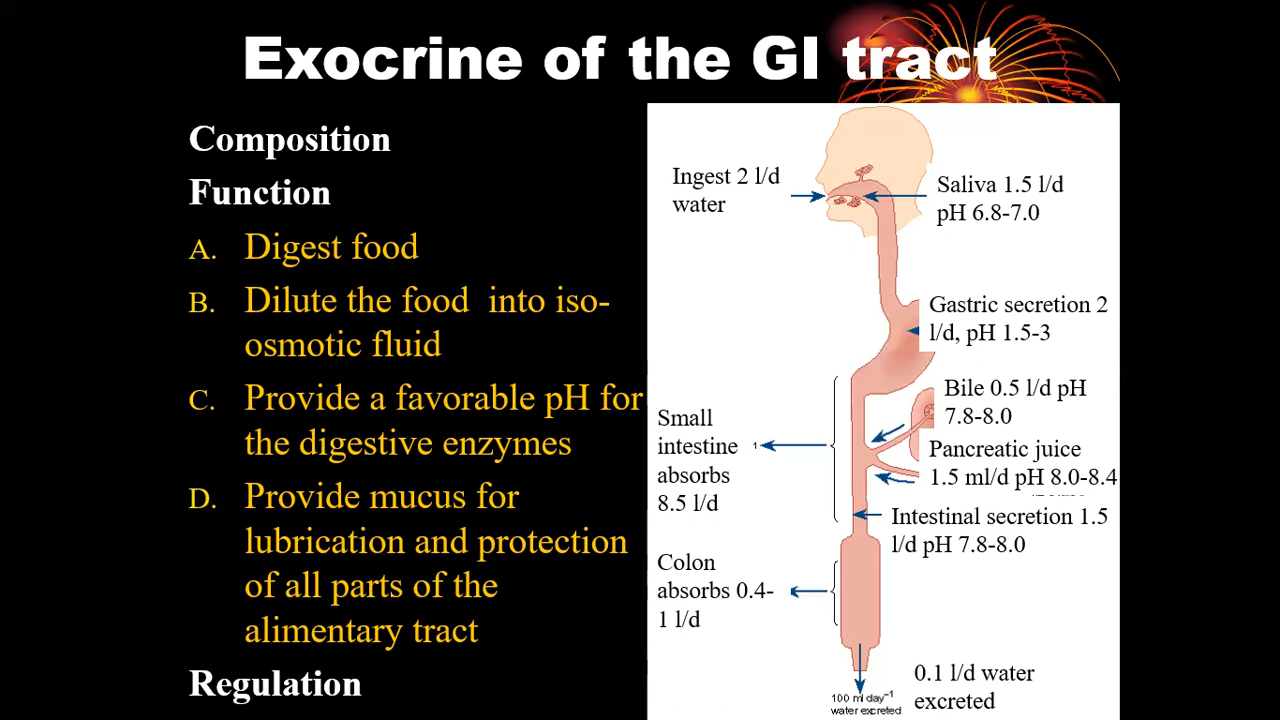 Exocrine of the GI tract
Composition
Function
A. Digest food
B. Dilute the food into iso-
osmotic fluid
C. Provide a favorable pH for
the digestive enzymes
D. Provide mucus for
lubrication and protection
of all parts of the
alimentary tract
Regulation
Ingest 2 l/d
water
Saliva 1.5 l/d
pH 6.8-7.0
Gastric secretion 2
l/d, pH 1.5-3
Bile 0.5 l/d pH
7.8-8.0
Pancreatic juice
1.5 ml/d pH 8.0-8.4
Small
intestine
absorbs
8.5 l/d
1
Intestinal secretion 1.5
l/d pH 7.8-8.0
Colon
absorbs 0.4-
1 l/d
0.1 l/d water
excreted
100 ml day⁻¹
water excreted